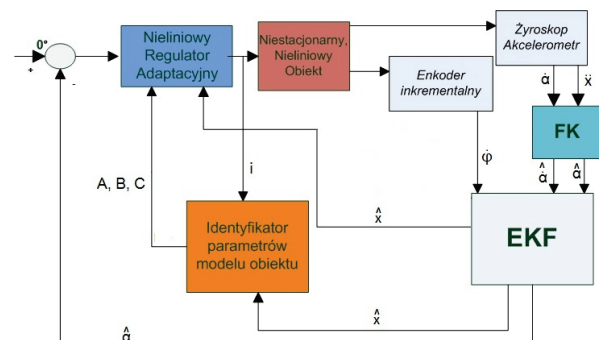 0°
+
-
Nieliniowy
Regulator
Adaptacyjny
Niestacjonarny,
Nieliniowy
Obiekt
Żyroskop
Akcelerometr
Enkoder
inkrementalny
α̇
ẍ
FK
A, B, C
i
φ̇
α̇̂
α̂
Identyfikator
parametrów
modelu obiektu
x̂
EKF
x̂
α̂